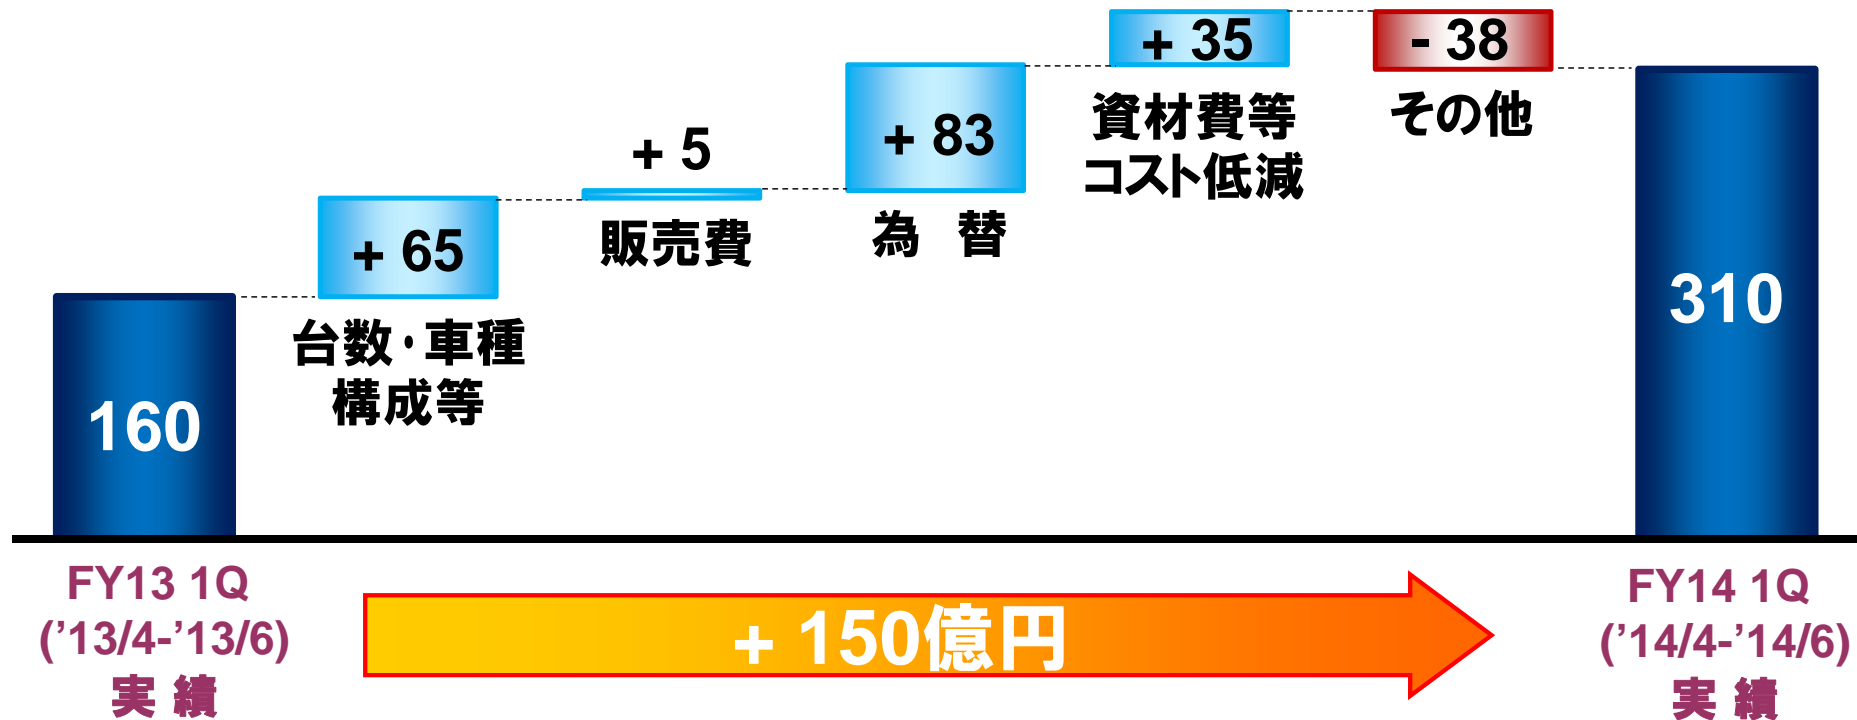 160
+ 65
台数・車種
構成等
+ 5
販売費
+ 83
為 替
+ 35
資材費等
コスト低減
- 38
その他
310
FY13 1Q
(’13/4-’13/6)
実 績
+ 150億円
FY14 1Q
(’14/4-’14/6)
実 績